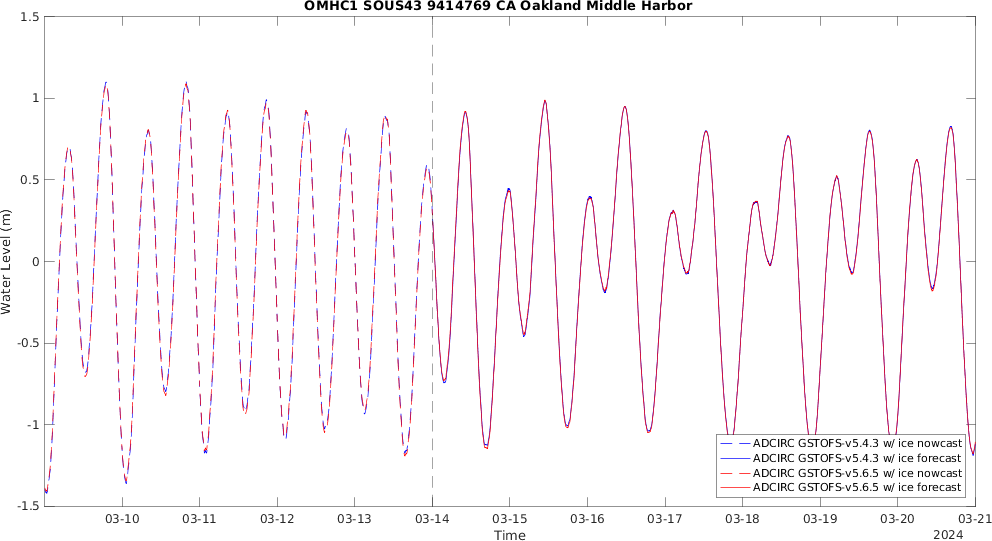 OMHC1 SOUS43 9414769 CA Oakland Middle Harbor
1.5
1
0.5
0
-0.5
-1
-1.5
Water Level (m)
03-10 03-11 03-12 03-13 03-14 03-15 03-16 03-17 03-18 03-19 03-20 03-21
Time
2024
ADCIRC GSTOFS-v5.4.3 w/ ice nowcast
ADCIRC GSTOFS-v5.4.3 w/ ice forecast
ADCIRC GSTOFS-v5.6.5 w/ ice nowcast
ADCIRC GSTOFS-v5.6.5 w/ ice forecast